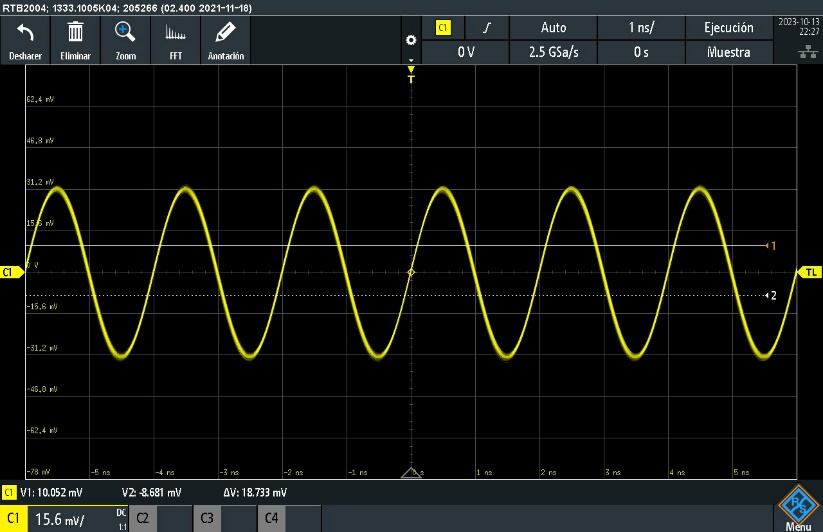 RTB2004; 1333.1005K04; 205266 (02.400 2021-11-18)
Deshacer
Eliminar
Zoom
FFT
Anotación
C1
Auto
1 ns/
Ejecución
0 V
2.5 GSa/s
0 s
Muestra
2023-10-13
22:27
T
62.4 mV
46.8 mV
31.2 mV
15.6 mV
1
C1
0 V
TL
2
-15.6 mV
-31.2 mV
-46.8 mV
-62.4 mV
-78 mV
-5 ns
-4 ns
-3 ns
-2 ns
-1 ns
0 s
1 ns
2 ns
3 ns
4 ns
5 ns
C1 V1: 10.052 mV V2: -8.681 mV ΔV: 18.733 mV
C1 15.6 mV/ DC 1:1
C2
C3
C4
R&S
Menu